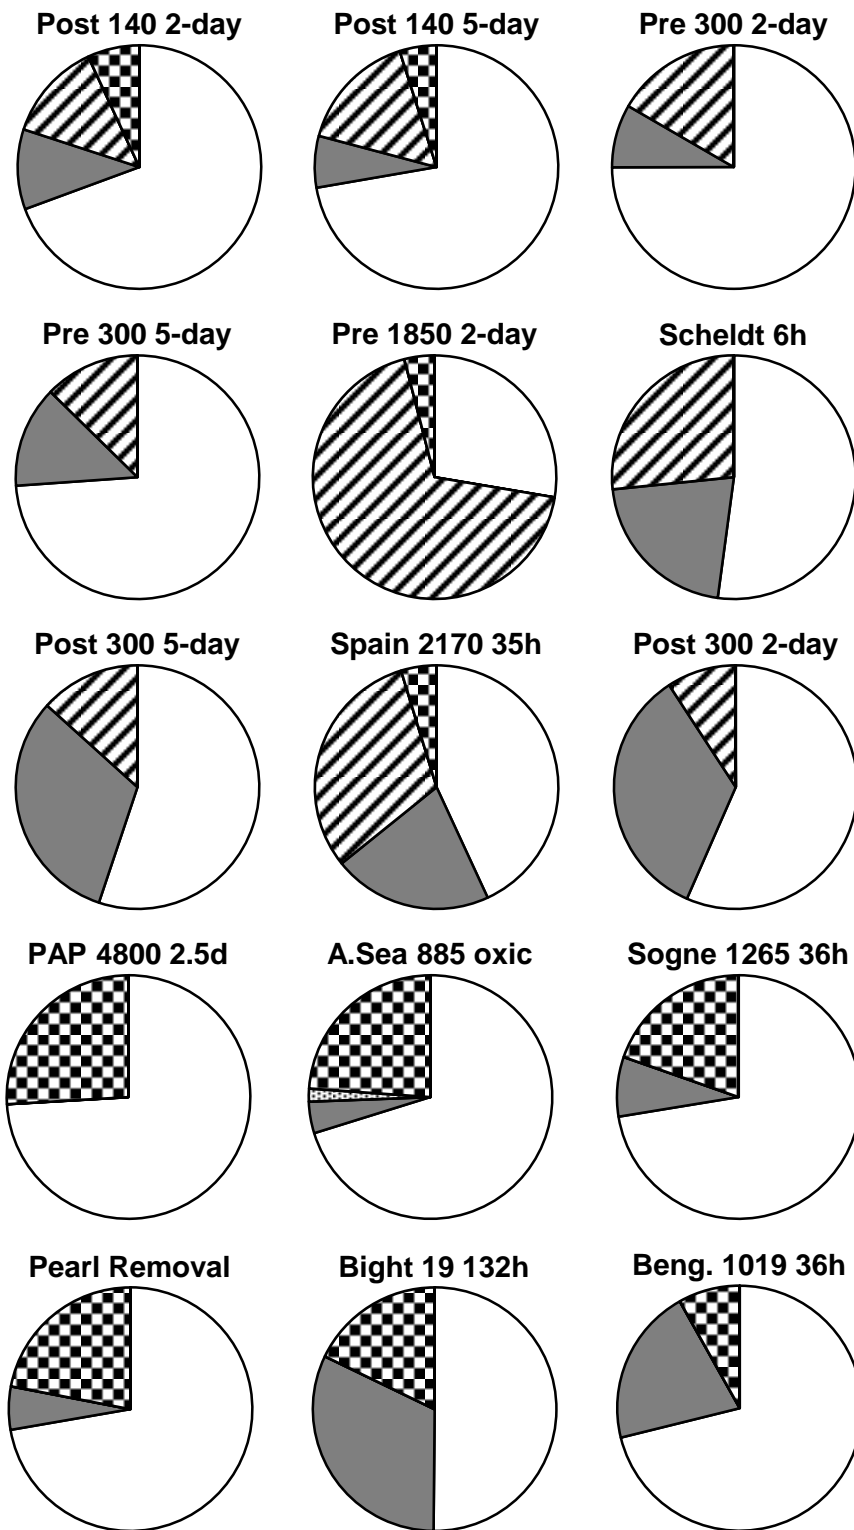 Post 140 2-day
Post 140 5-day
Pre 300 2-day
Pre 300 5-day
Pre 1850 2-day
Scheldt 6h
Post 300 5-day
Spain 2170 35h
Post 300 2-day
PAP 4800 2.5d
A.Sea 885 oxic
Sogne 1265 36h
Pearl Removal
Bight 19 132h
Beng. 1019 36h